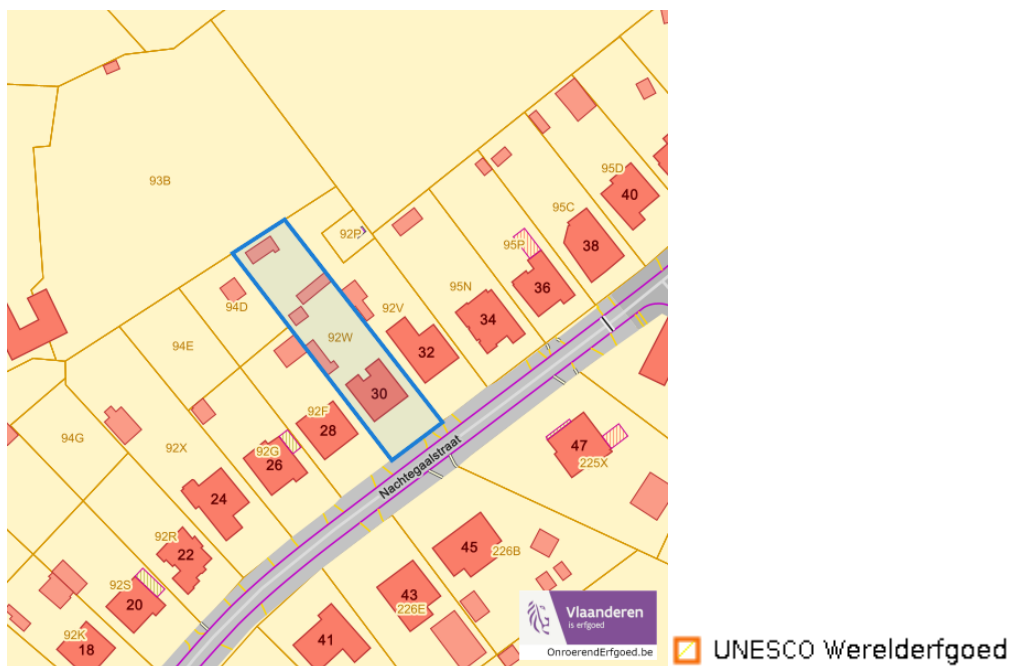 93B
95D
40
95C
92P
95P
38
36
94D
92V
95N
34
92W
94E
32
30
92F
28
94G
92X
92G
26
47
225X
Nachtegaalstraat
24
92R
22
45
226B
92S
20
43
226E
92K
18
41
Vlaanderen
is erfgoed
OnroerendErfgoed.be
UNESCO Werelderfgoed